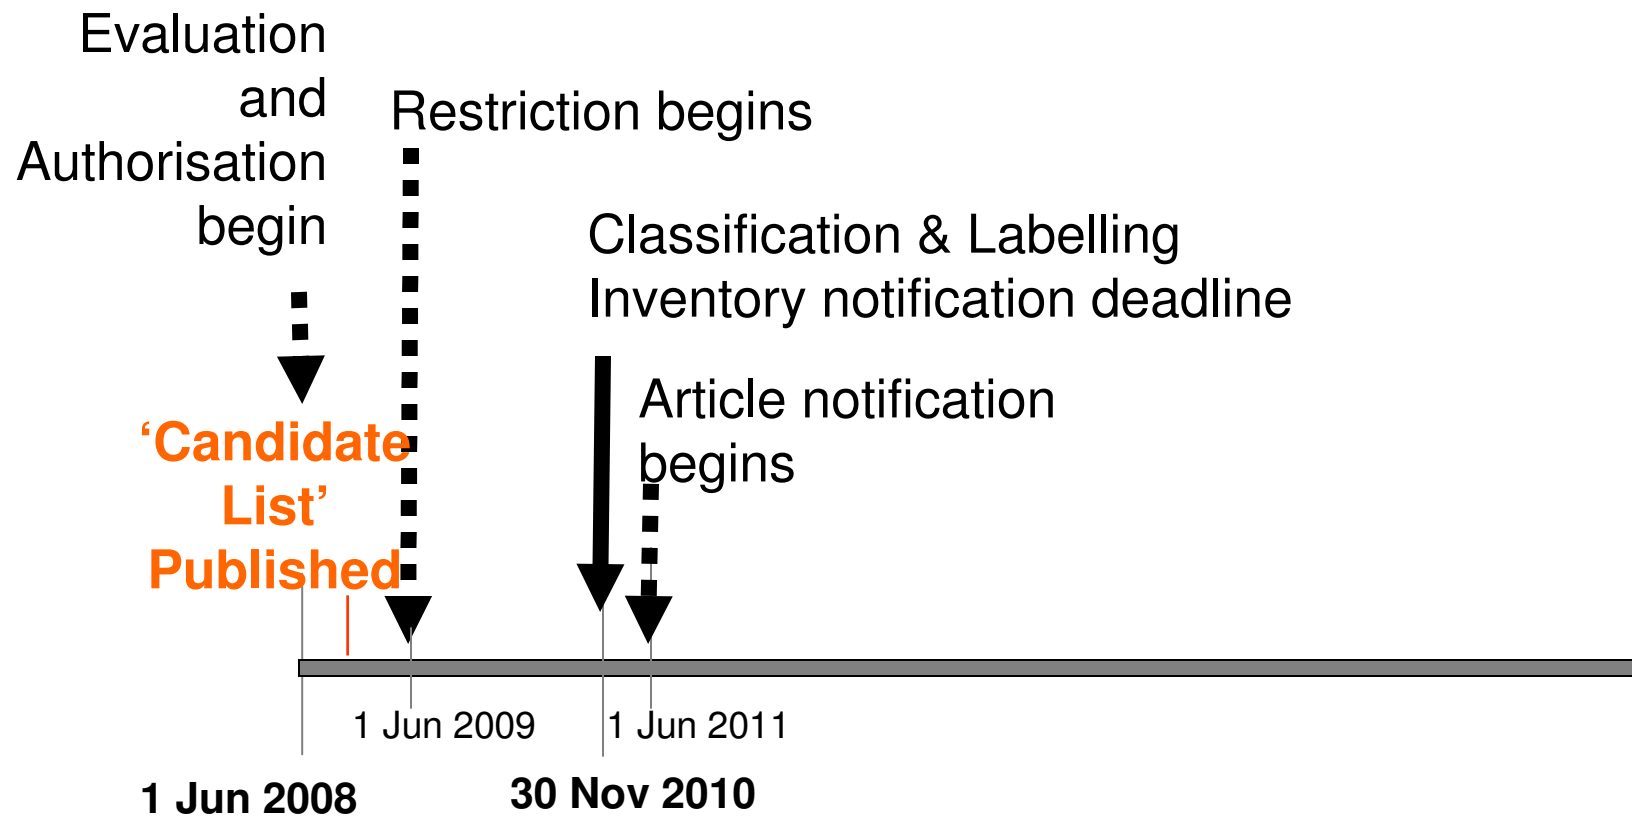 Evaluation
and
Authorisation
begin
Restriction begins
Classification & Labelling
Inventory notification deadline
Article notification
begins
‘Candidate
List’
Published
1 Jun 2009
1 Jun 2011
1 Jun 2008
30 Nov 2010